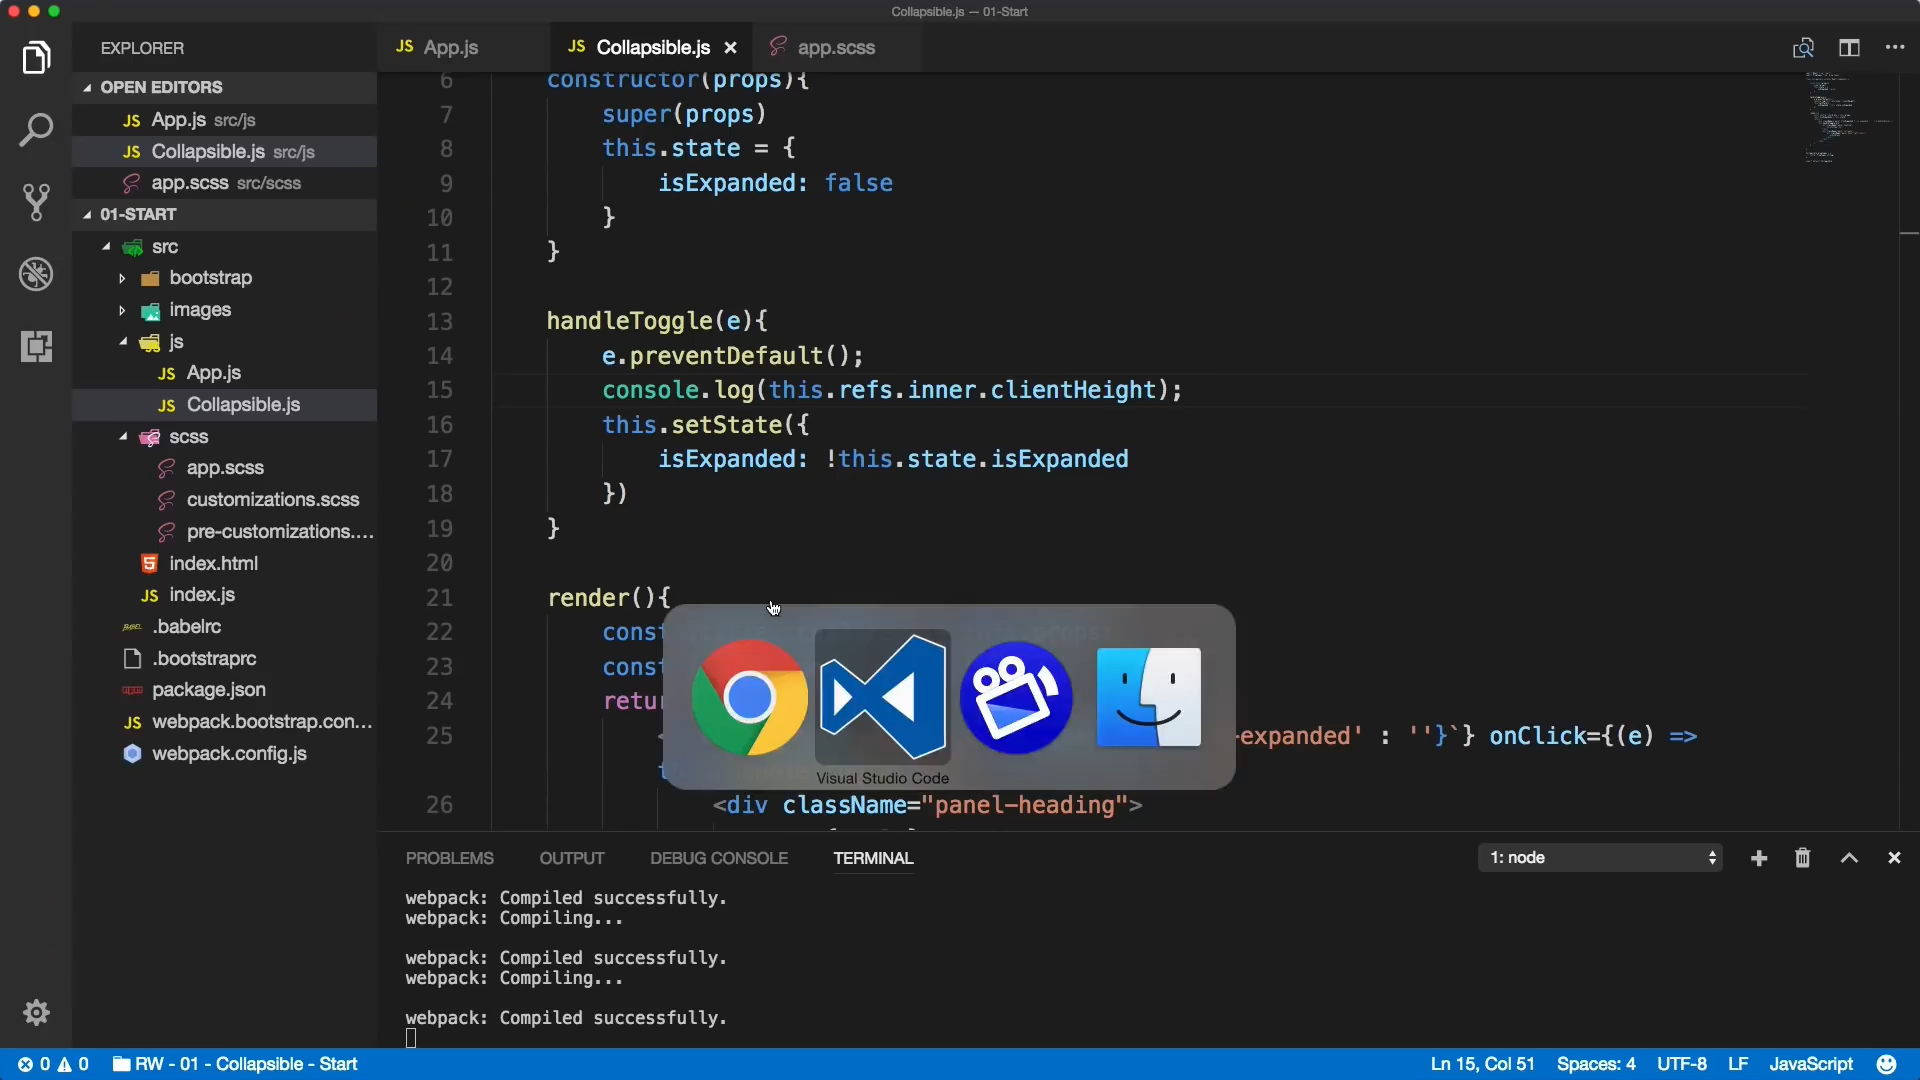 Collapsible.js — 01-Start
EXPLORER
OPEN EDITORS
JS App.js src/js
JS Collapsible.js src/js
app.scss src/scss
01-START
src
bootstrap
images
js
JS App.js
JS Collapsible.js
scss
app.scss
customizations.scss
pre-customizations....
index.html
JS index.js
.babelrc
.bootstraprc
package.json
JS webpack.bootstrap.con...
webpack.config.js
JS App.js
JS Collapsible.js
app.scss
6 constructor(props){
7 super(props)
8 this.state = {
9 isExpanded: false
10 }
11 }
12
13 handleToggle(e){
14 e.preventDefault();
15 console.log(this.refs.inner.clientHeight);
16 this.setState({
17 isExpanded: !this.state.isExpanded
18 })
19 }
20
21 render(){
22 const
23 const
24 retur
25 -expanded' : ''}`} onClick={(e) =>
26 <div className="panel-heading">
Visual Studio Code
PROBLEMS OUTPUT DEBUG CONSOLE TERMINAL
1: node
webpack: Compiled successfully.
webpack: Compiling...
webpack: Compiled successfully.
webpack: Compiling...
webpack: Compiled successfully.
0 0 RW - 01 - Collapsible - Start
Ln 15, Col 51 Spaces: 4 UTF-8 LF JavaScript